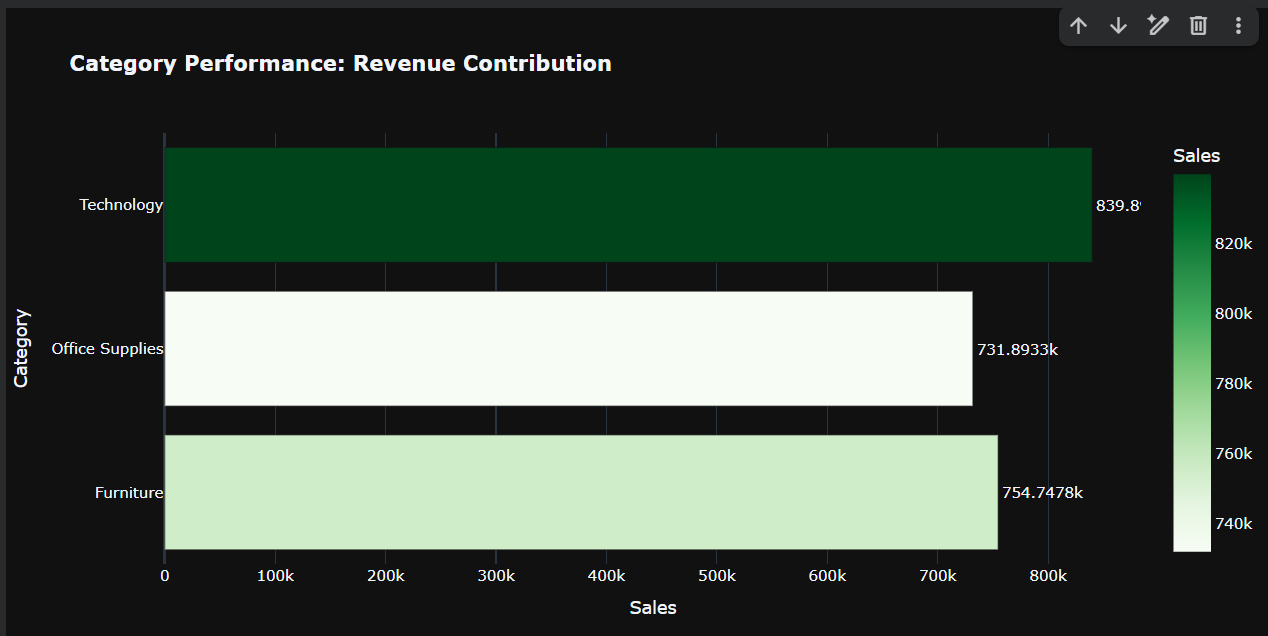 Category Performance: Revenue Contribution
Sales
Technology
839.89
820k
800k
Category
Office Supplies
731.8933k
780k
760k
Furniture
754.7478k
740k
0 100k 200k 300k 400k 500k 600k 700k 800k
Sales